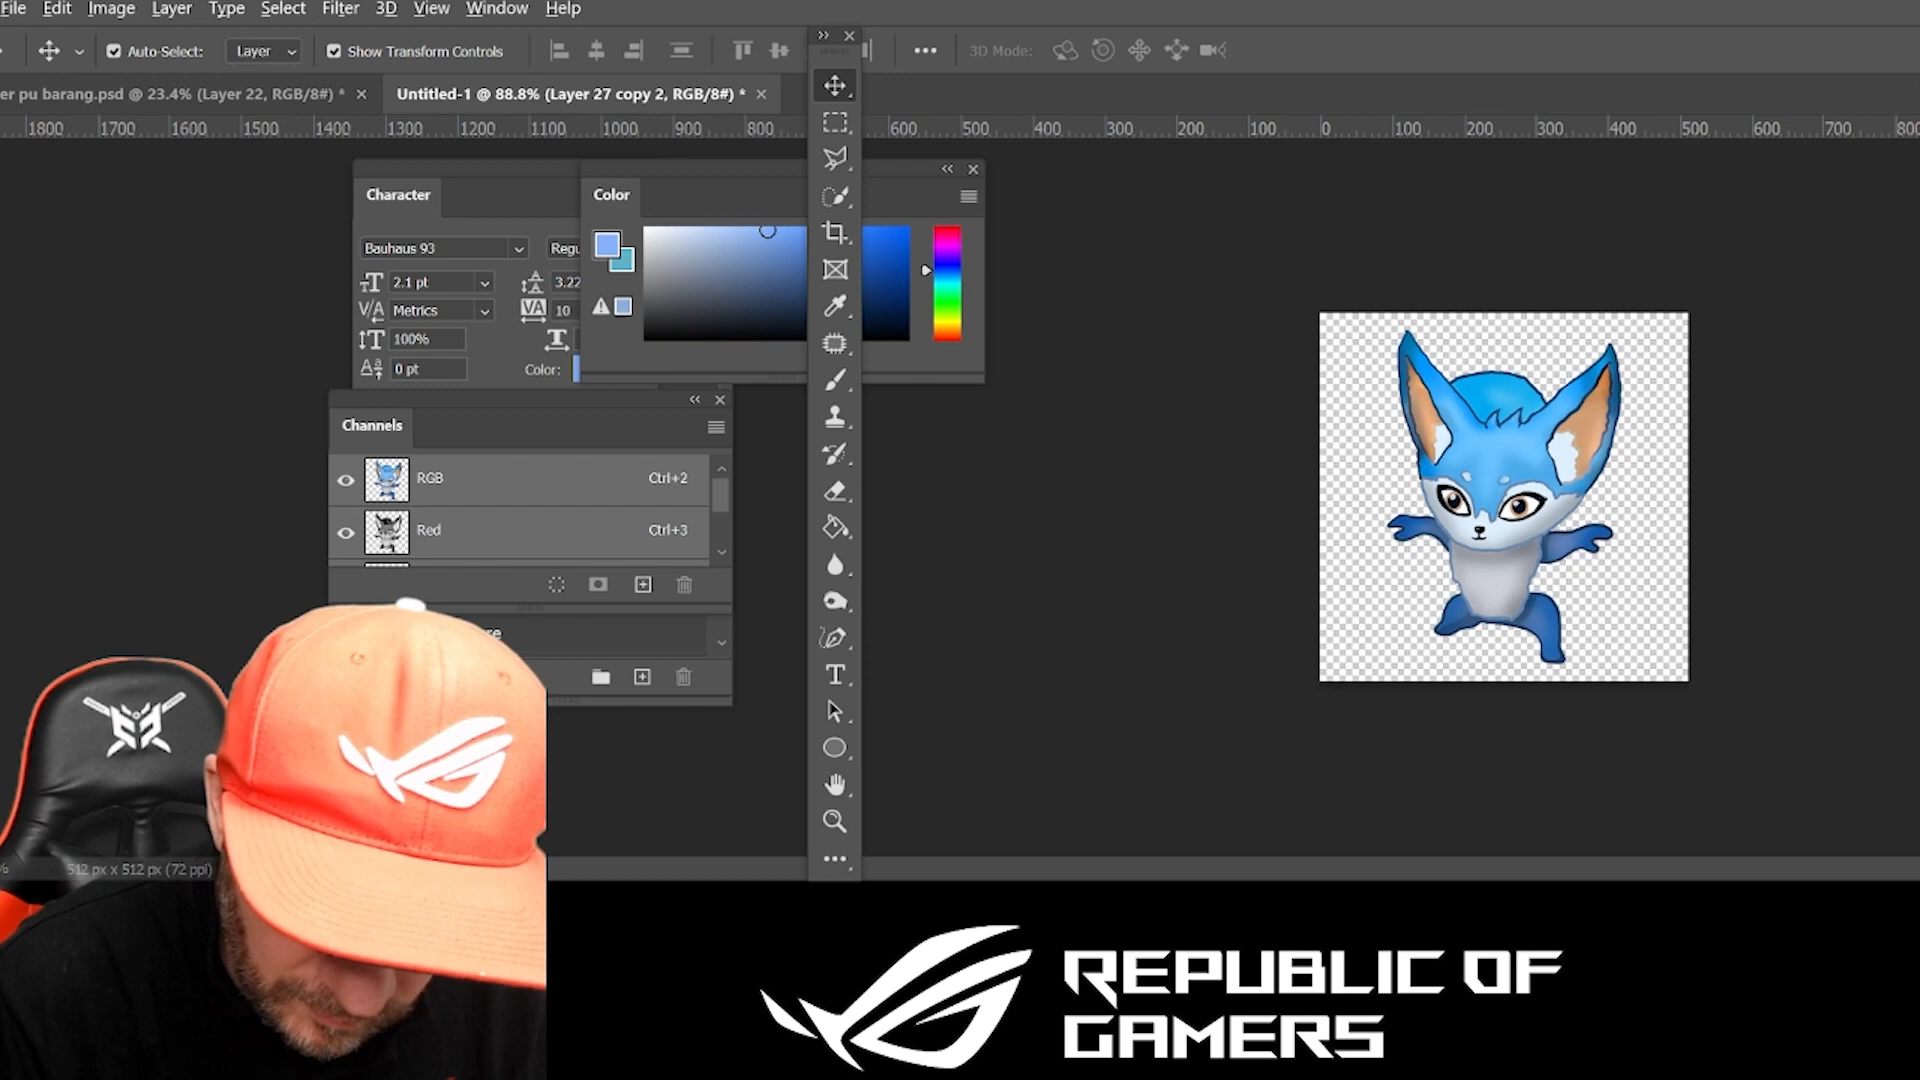 File Edit Image Layer Type Select Filter 3D View Window Help
Auto-Select: Layer Show Transform Controls 3D Mode:
er pu barang.psd @ 23.4% (Layer 22, RGB/8#) * Untitled-1 @ 88.8% (Layer 27 copy 2, RGB/8#) *
1800 1700 1600 1500 1400 1300 1200 1100 1000 900 800 600 500 400 300 200 100 0 100 200 300 400 500 600 700 800
Character
Color
Bauhaus 93 Regu
2.1 pt 3.22
Metrics 10
100%
0 pt Color:
Channels
RGB Ctrl+2
Red Ctrl+3
512 px x 512 px (72 ppi)
REPUBLIC OF
GAMERS